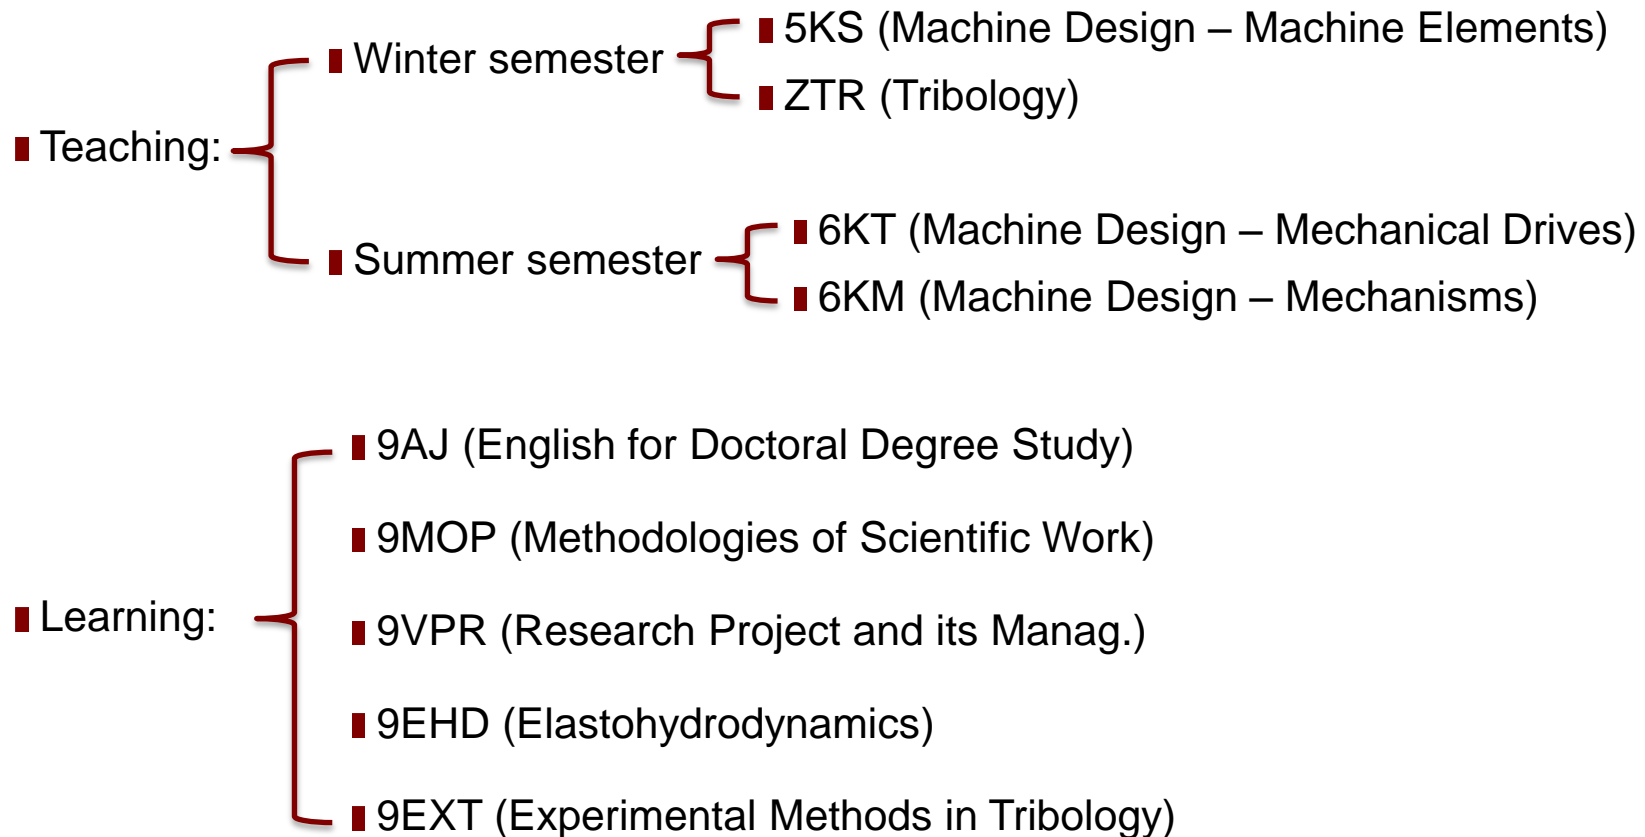 Teaching:
Winter semester
5KS (Machine Design – Machine Elements)
ZTR (Tribology)
Summer semester
6KT (Machine Design – Mechanical Drives)
6KM (Machine Design – Mechanisms)
Learning:
9AJ (English for Doctoral Degree Study)
9MOP (Methodologies of Scientific Work)
9VPR (Research Project and its Manag.)
9EHD (Elastohydrodynamics)
9EXT (Experimental Methods in Tribology)